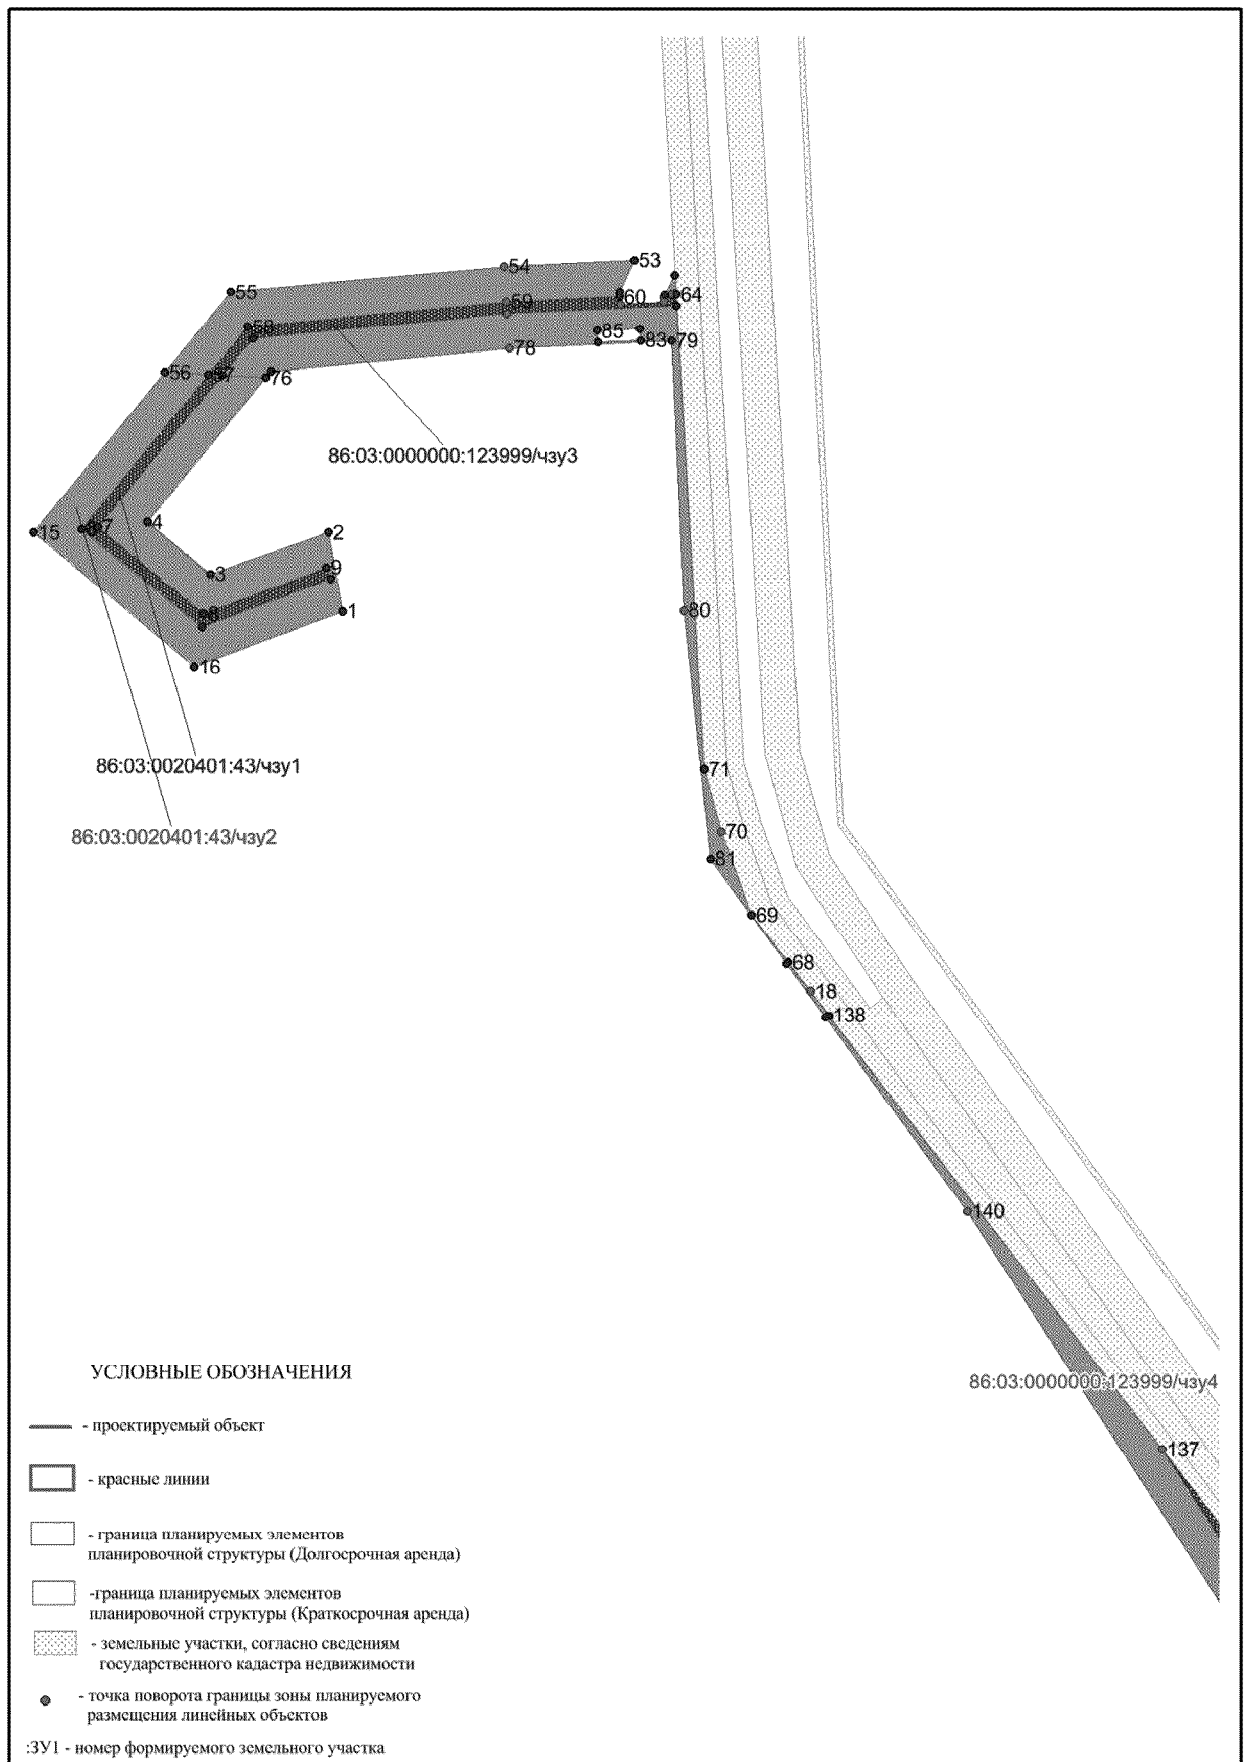 53
54
55
60
64
59
58
85
83
79
78
56
57
76
86:03:0000000:123999/чзу3
4
15
7
2
9
3
8
1
80
16
86:03:0020401:43/чзу1
71
86:03:0020401:43/чзу2
70
81
69
68
18
138
140
УСЛОВНЫЕ ОБОЗНАЧЕНИЯ
86:03:0000000:123999/чзу4
- проектируемый объект
137
- красные линии
- граница планируемых элементов
планировочной структуры (Долгосрочная аренда)
-граница планируемых элементов
планировочной структуры (Краткосрочная аренда)
- земельные участки, согласно сведениям
государственного кадастра недвижимости
- точка поворота границы зоны планируемого
размещения линейных объектов
:ЗУ1 - номер формируемого земельного участка